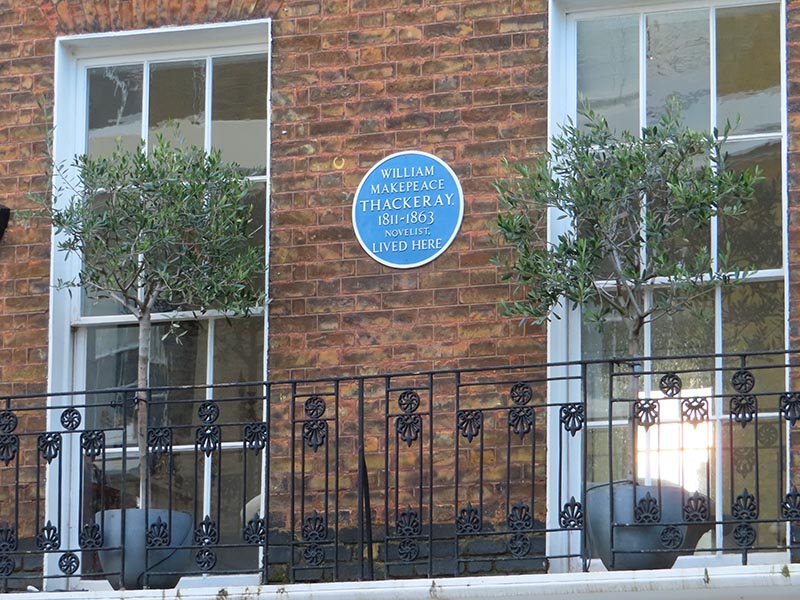 WILLIAM
MAKEPEACE
THACKERAY,
1811-1863
NOVELIST,
LIVED HERE